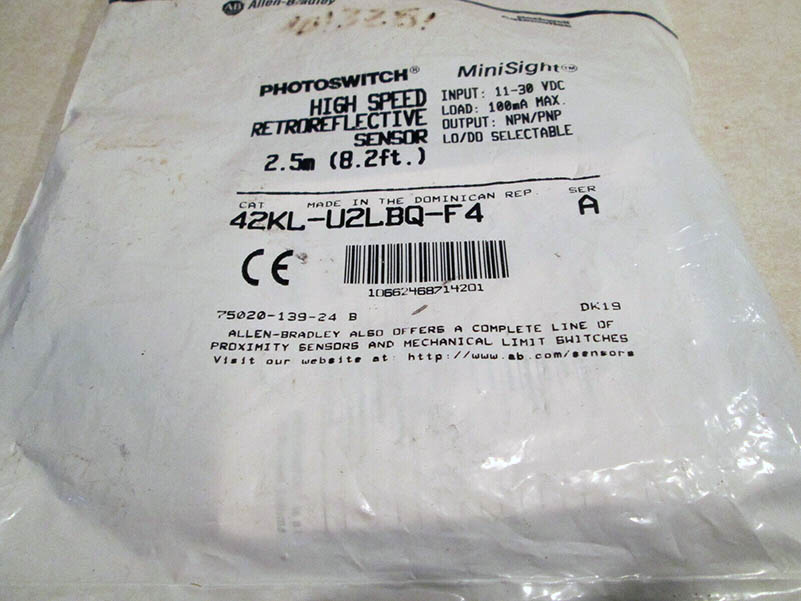 AB Allen-Bradley
PHOTOSWITCH® MiniSight™
HIGH SPEED
RETROREFLECTIVE
SENSOR
2.5m (8.2ft.)
INPUT: 11-30 VDC
LOAD: 100mA MAX.
OUTPUT: NPN/PNP
LO/DO SELECTABLE
CAT MADE IN THE DOMINICAN REP. SER
42KL-U2LBQ-F4 A
CE
10662468714201
75020-139-24 B DK19
ALLEN-BRADLEY ALSO OFFERS A COMPLETE LINE OF
PROXIMITY SENSORS AND MECHANICAL LIMIT SWITCHES
Visit our website at: http://www.ab.com/sensors